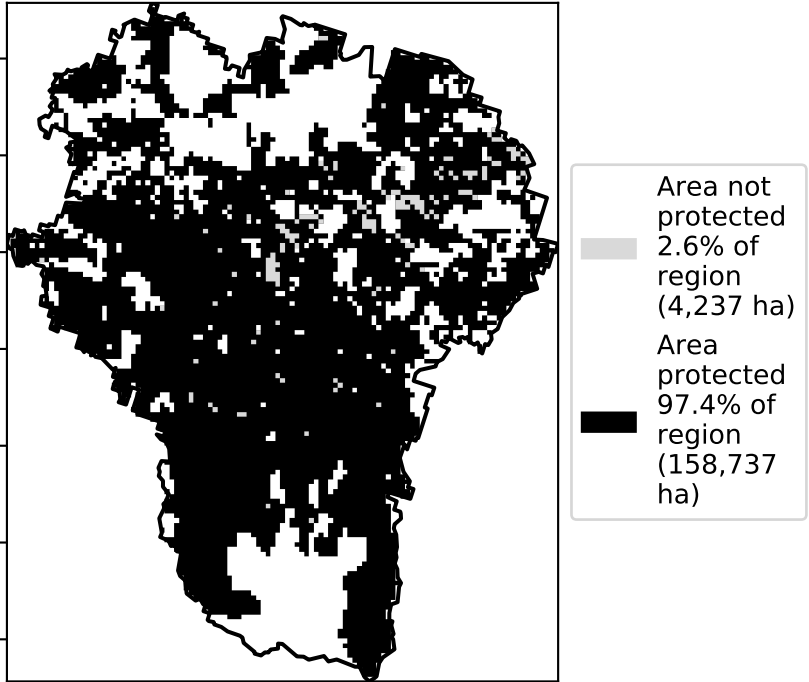 Area not
protected
2.6% of
region
(4,237 ha)
Area
protected
97.4% of
region
(158,737
ha)